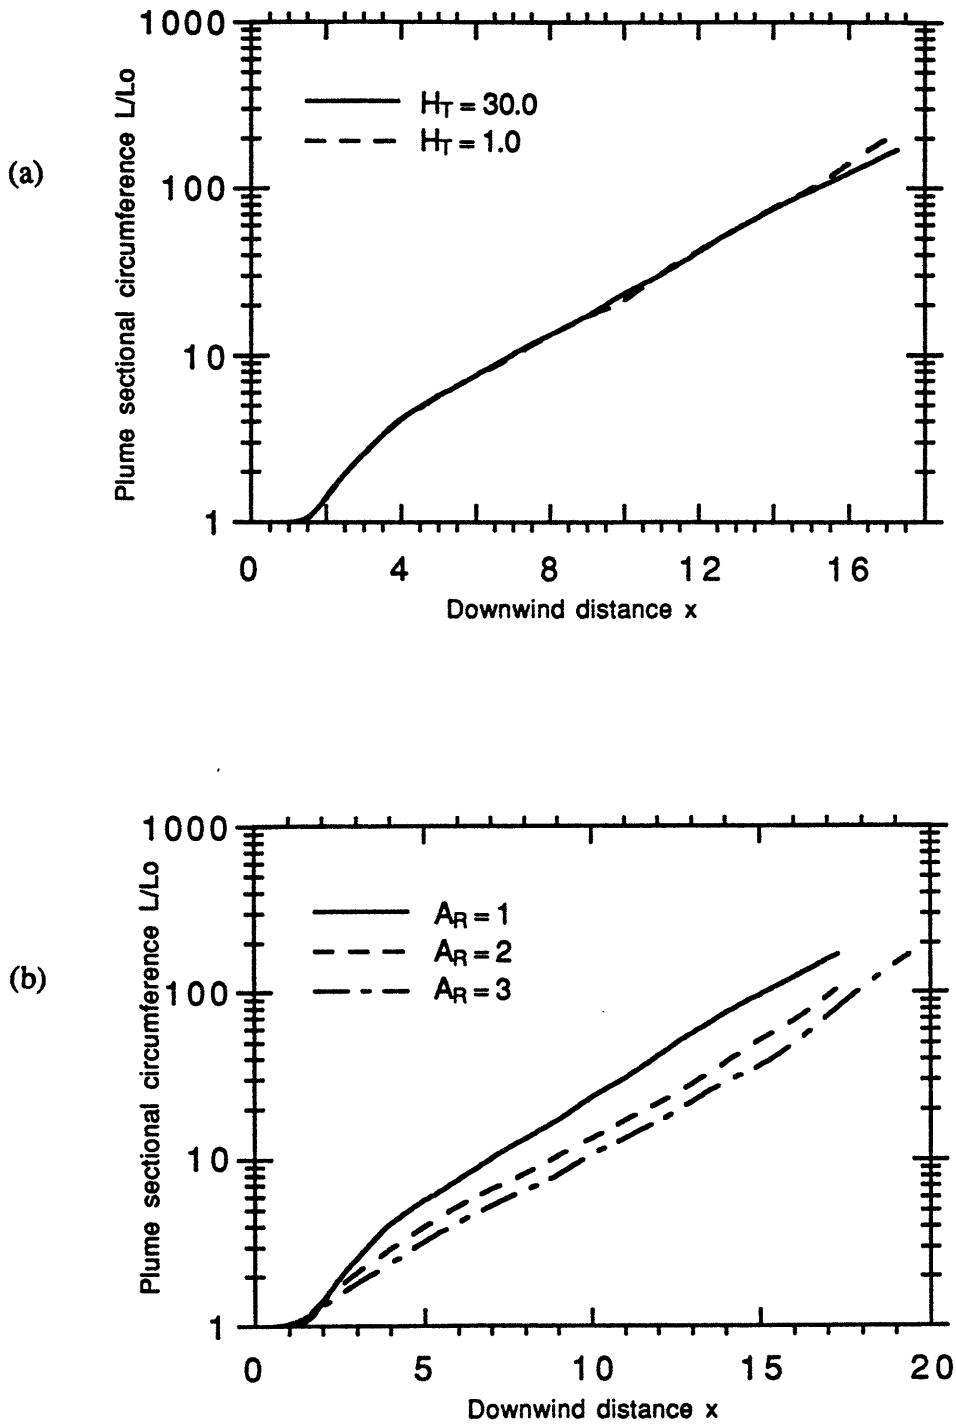 (a)
Plume sectional circumference L/Lo
1000
100
10
1
H_T = 30.0
H_T = 1.0
0 4 8 12 16
Downwind distance x
(b)
Plume sectional circumference L/Lo
1000
100
10
1
A_R = 1
A_R = 2
A_R = 3
0 5 10 15 20
Downwind distance x